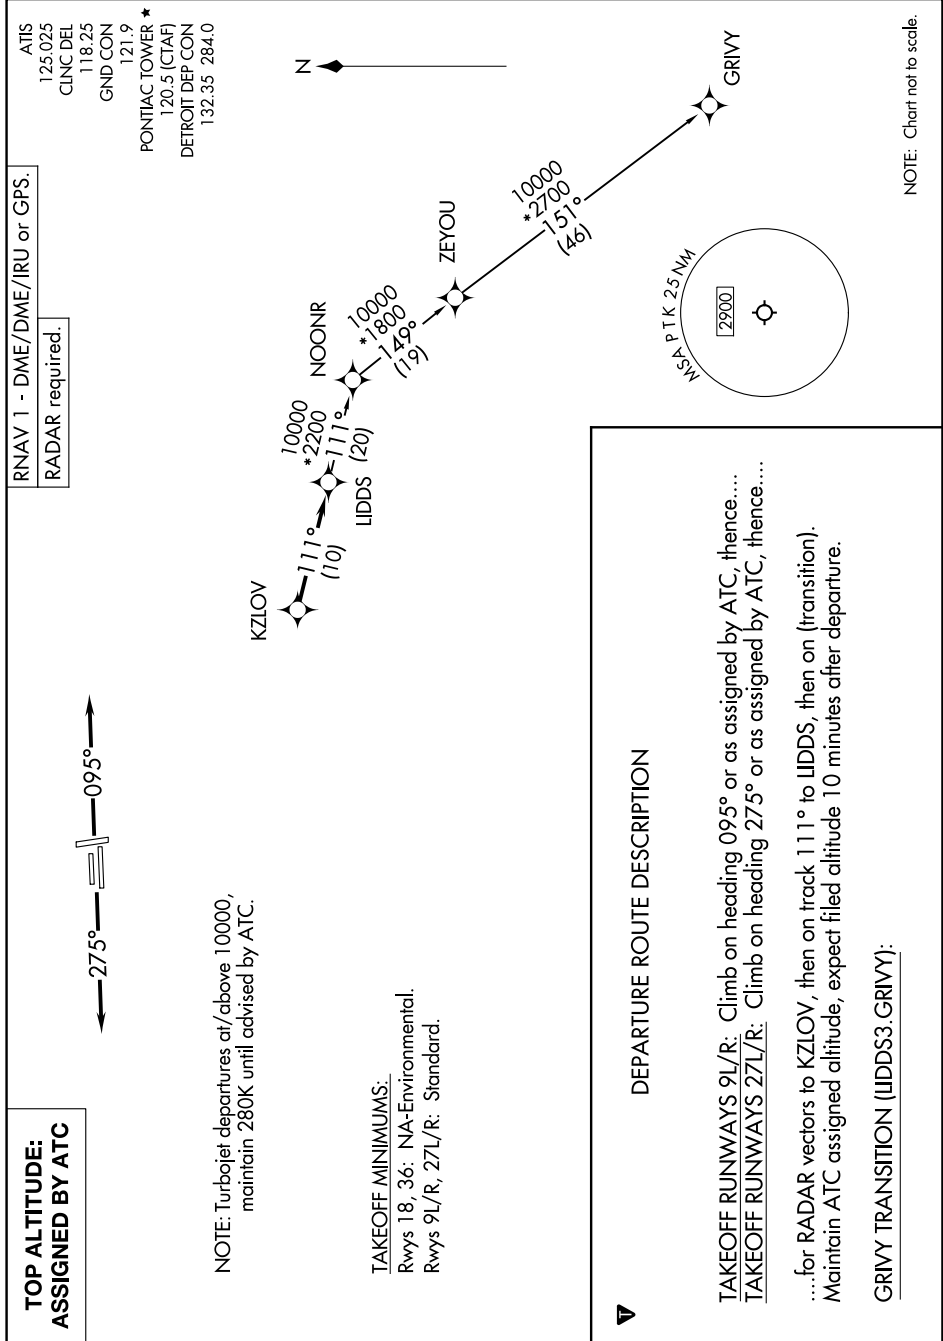 TOP ALTITUDE:
ASSIGNED BY ATC
RNAV 1 - DME/DME/IRU or GPS.
RADAR required.
ATIS
125.025
CLNC DEL
118.25
GND CON
121.9
PONTIAC TOWER ★
120.5 (CTAF)
DETROIT DEP CON
132.35 284.0
275°
095°
N
NOTE: Turbojet departures at/above 10000,
maintain 280K until advised by ATC.
TAKEOFF MINIMUMS:
Rwys 18, 36: NA-Environmental.
Rwys 9L/R, 27L/R: Standard.
KZLOV
111°
(10)
LIDDS
10000
*2200
111°
(20)
NOONR
10000
*1800
149°
(19)
ZEYOU
10000
*2700
151°
(46)
GRIVY
MSA PTK 25 NM
2900
NOTE: Chart not to scale.
T
DEPARTURE ROUTE DESCRIPTION
TAKEOFF RUNWAYS 9L/R: Climb on heading 095° or as assigned by ATC, thence....
TAKEOFF RUNWAYS 27L/R: Climb on heading 275° or as assigned by ATC, thence....
....for RADAR vectors to KZLOV, then on track 111° to LIDDS, then on (transition).
Maintain ATC assigned altitude, expect filed altitude 10 minutes after departure.
GRIVY TRANSITION (LIDDS3.GRIVY):